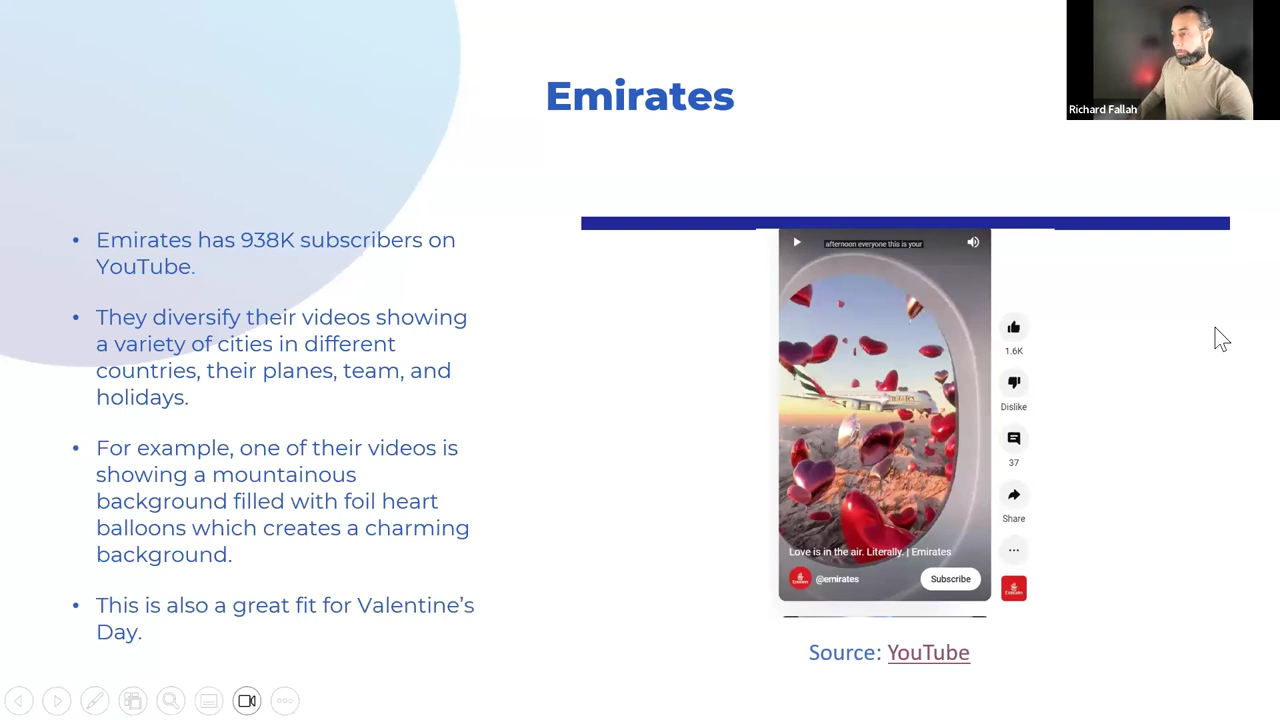 Richard Fallah
Emirates
• Emirates has 938K subscribers on
YouTube.
• They diversify their videos showing
a variety of cities in different
countries, their planes, team, and
holidays.
• For example, one of their videos is
showing a mountainous
background filled with foil heart
balloons which creates a charming
background.
• This is also a great fit for Valentine’s
Day.
afternoon everyone this is your
Emirates
1.6K
Dislike
37
Share
Love is in the air. Literally. | Emirates
Emirates
@emirates
Subscribe
Emirates
Source: YouTube